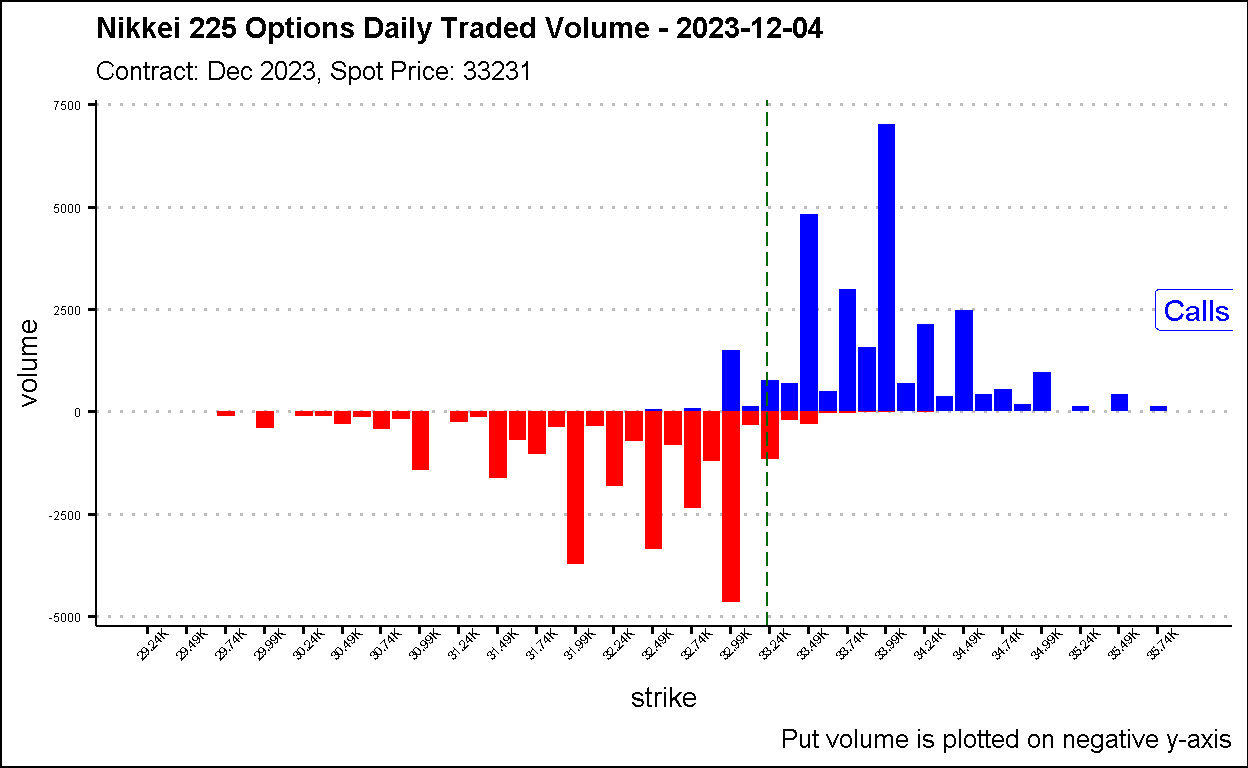 Nikkei 225 Options Daily Traded Volume - 2023-12-04
Contract: Dec 2023, Spot Price: 33231
7500
5000
2500
0
-2500
-5000
volume
Calls
29.24K 29.49K 29.74K 29.99K 30.24K 30.49K 30.74K 30.99K 31.24K 31.49K 31.74K 31.99K 32.24K 32.49K 32.74K 32.99K 33.24K 33.49K 33.74K 33.99K 34.24K 34.49K 34.74K 34.99K 35.24K 35.49K 35.74K
strike
Put volume is plotted on negative y-axis